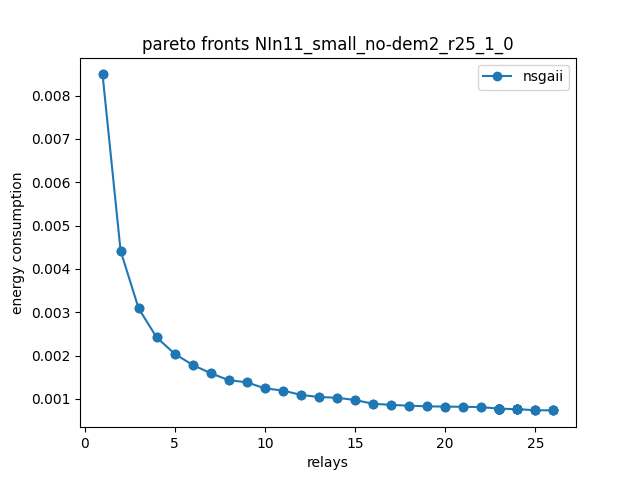 pareto fronts NIn11_small_no-dem2_r25_1_0
nsgaii
0.008
0.007
0.006
0.005
0.004
0.003
0.002
0.001
energy consumption
0 5 10 15 20 25
relays